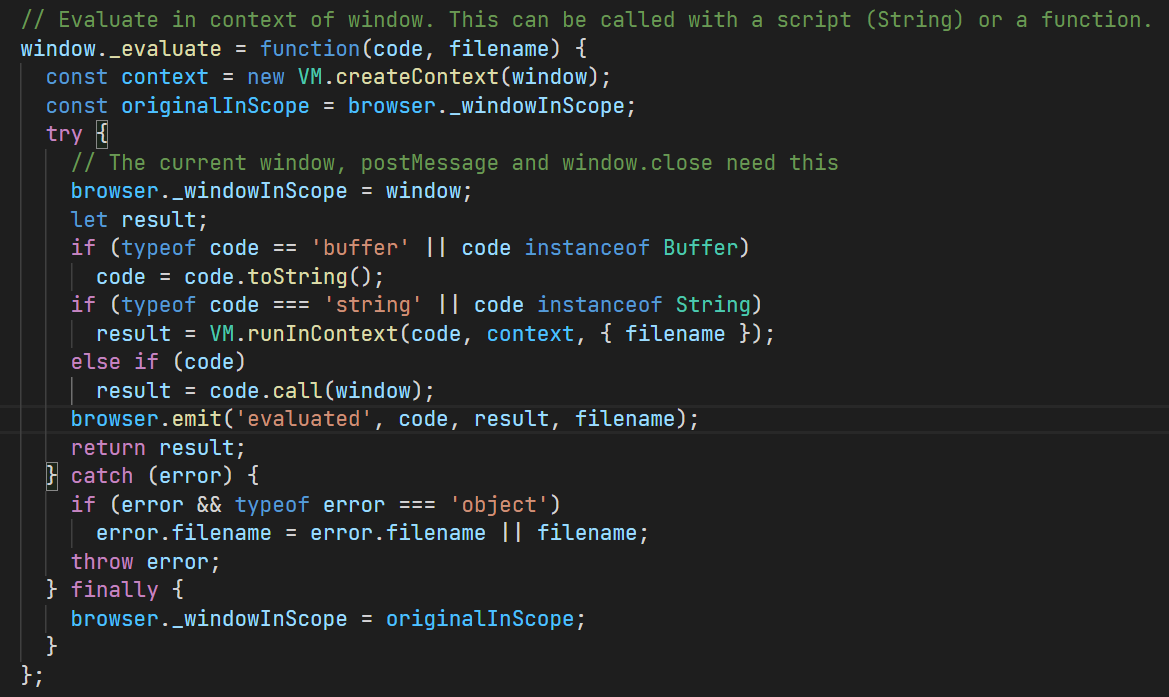 // Evaluate in context of window. This can be called with a script (String) or a function.
window._evaluate = function(code, filename) {
  const context = new VM.createContext(window);
  const originalInScope = browser._windowInScope;
  try {
    // The current window, postMessage and window.close need this
    browser._windowInScope = window;
    let result;
    if (typeof code == 'buffer' || code instanceof Buffer)
      code = code.toString();
    if (typeof code === 'string' || code instanceof String)
      result = VM.runInContext(code, context, { filename });
    else if (code)
      result = code.call(window);
    browser.emit('evaluated', code, result, filename);
    return result;
  } catch (error) {
    if (error && typeof error === 'object')
      error.filename = error.filename || filename;
    throw error;
  } finally {
    browser._windowInScope = originalInScope;
  }
};